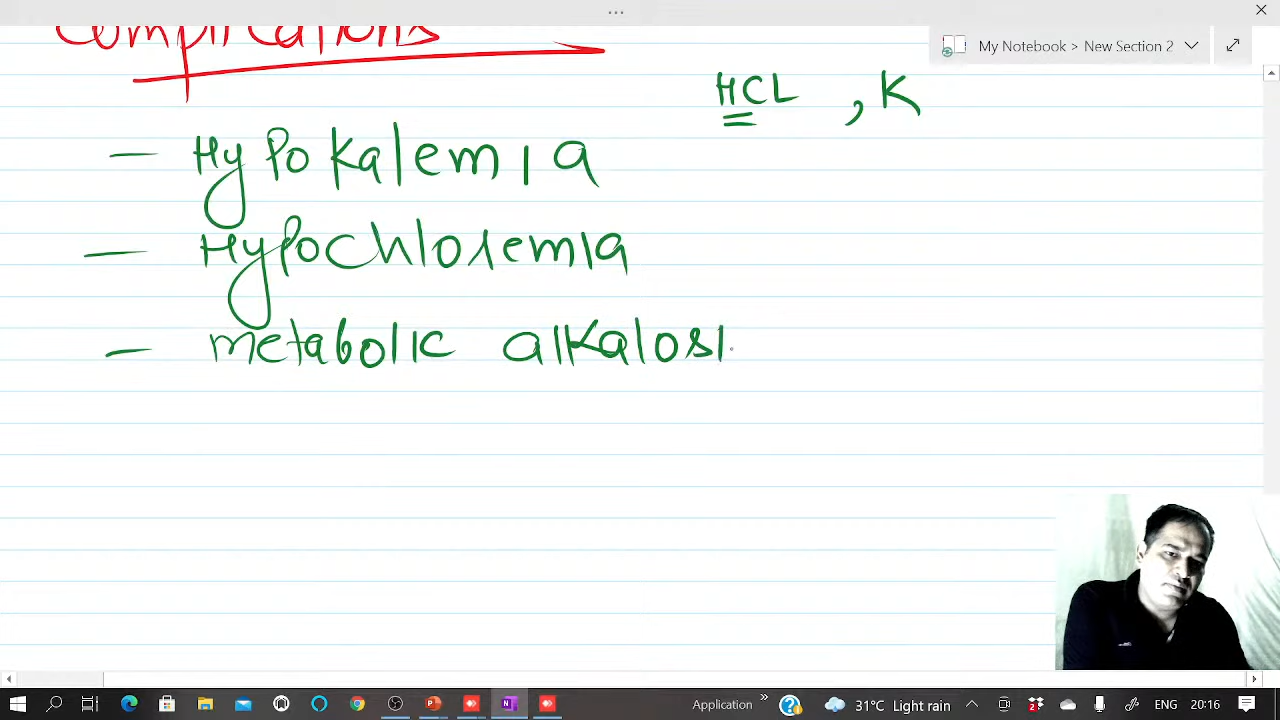 ...
My Notebook > New Section 2
Complications
HCL , K
— Hypokalemia
— Hypochloremia
— metabolic alkalosi
Application
31°C Light rain
ENG
20:16